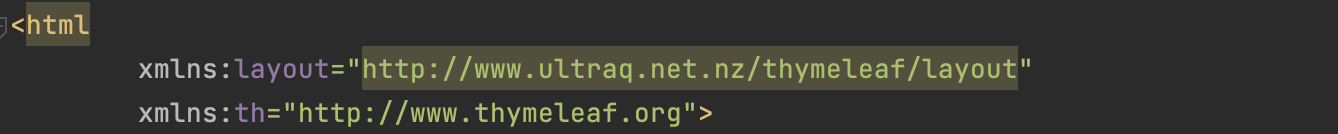 <html
xmlns:layout="http://www.ultraq.net.nz/thymeleaf/layout"
xmlns:th="http://www.thymeleaf.org">